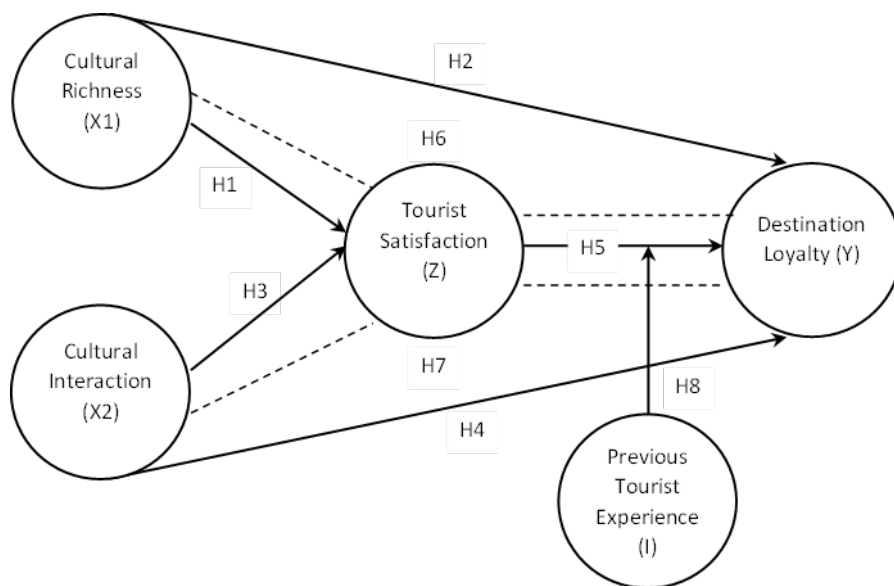 Cultural
Richness
(X1)
H2
H6
H1
Tourist
Satisfaction
(Z)
Destination
Loyalty (Y)
H5
H3
Cultural
Interaction
(X2)
H7
H8
H4
Previous
Tourist
Experience
(I)